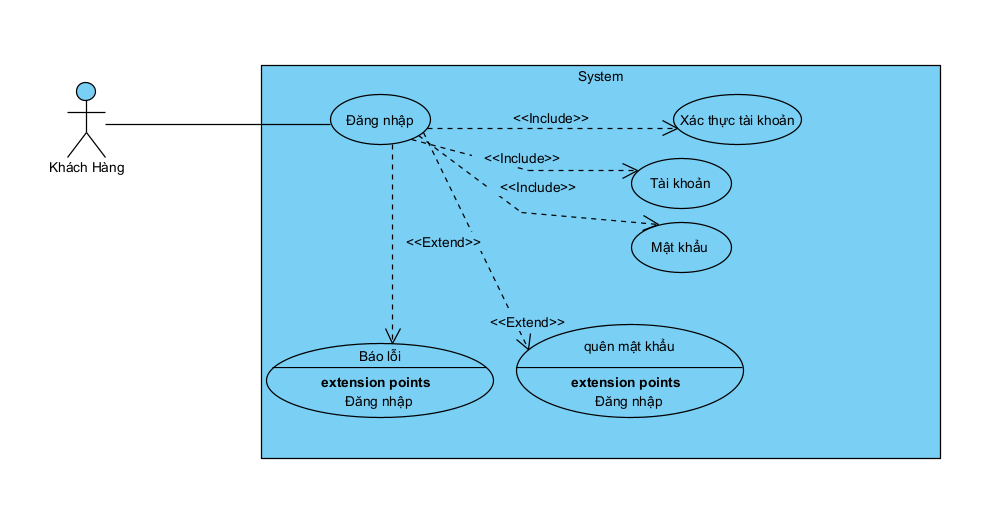 System
Đăng nhập
<<Include>>
Xác thực tài khoản
Khách Hàng
<<Include>>
Tài khoản
<<Include>>
Mật khẩu
<<Extend>>
<<Extend>>
Báo lỗi
extension points
Đăng nhập
quên mật khẩu
extension points
Đăng nhập